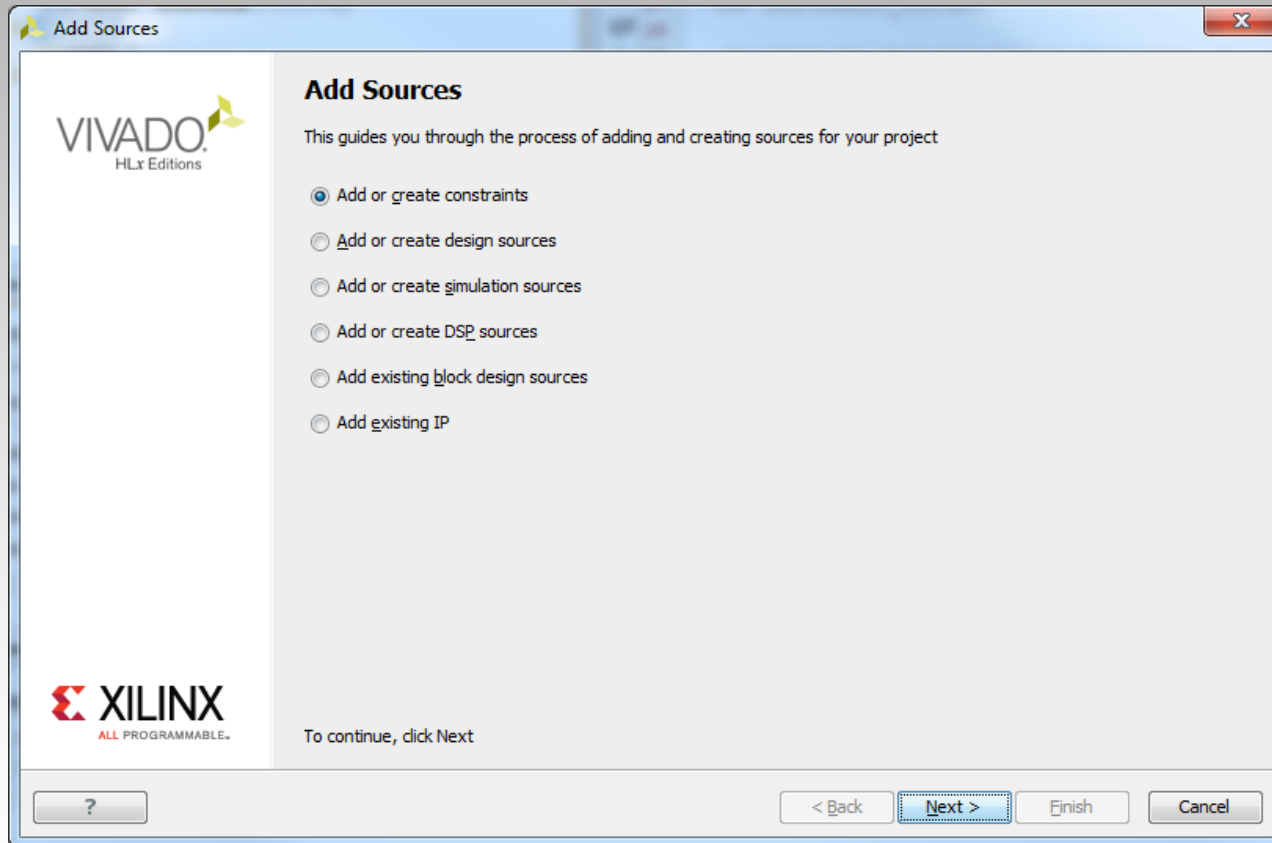 Add Sources
X
VIVADO.
HLx Editions
Add Sources
This guides you through the process of adding and creating sources for your project
Add or create constraints
Add or create design sources
Add or create simulation sources
Add or create DSP sources
Add existing block design sources
Add existing IP
XILINX
ALL PROGRAMMABLE.
To continue, click Next
?
< Back
Next >
Finish
Cancel